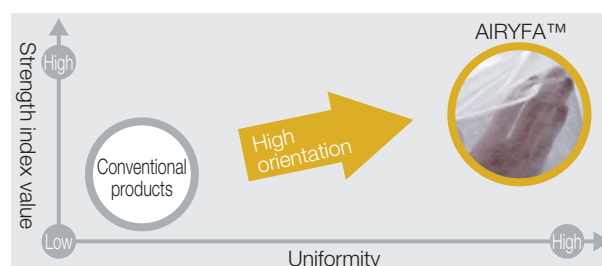 AIRYFA™
Strength index value
High
High
orientation
Conventional
products
Low
High
Uniformity